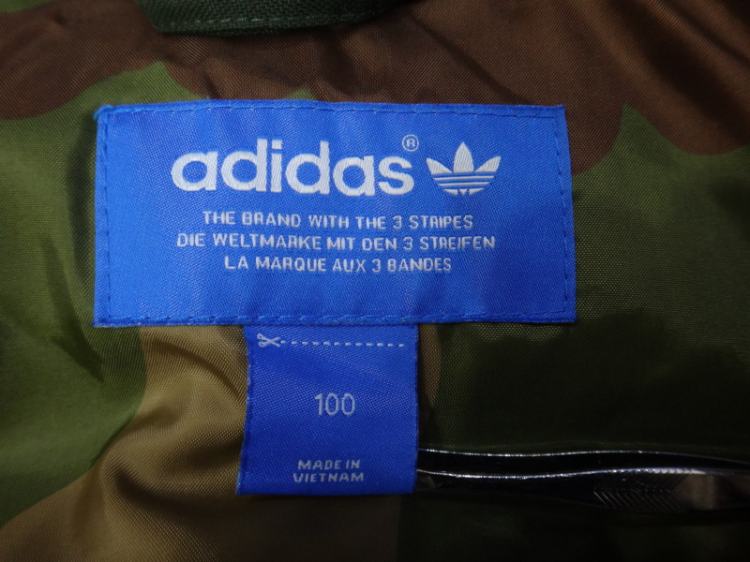 adidas®
THE BRAND WITH THE 3 STRIPES
DIE WELTMARKE MIT DEN 3 STREIFEN
LA MARQUE AUX 3 BANDES
100
MADE IN
VIETNAM